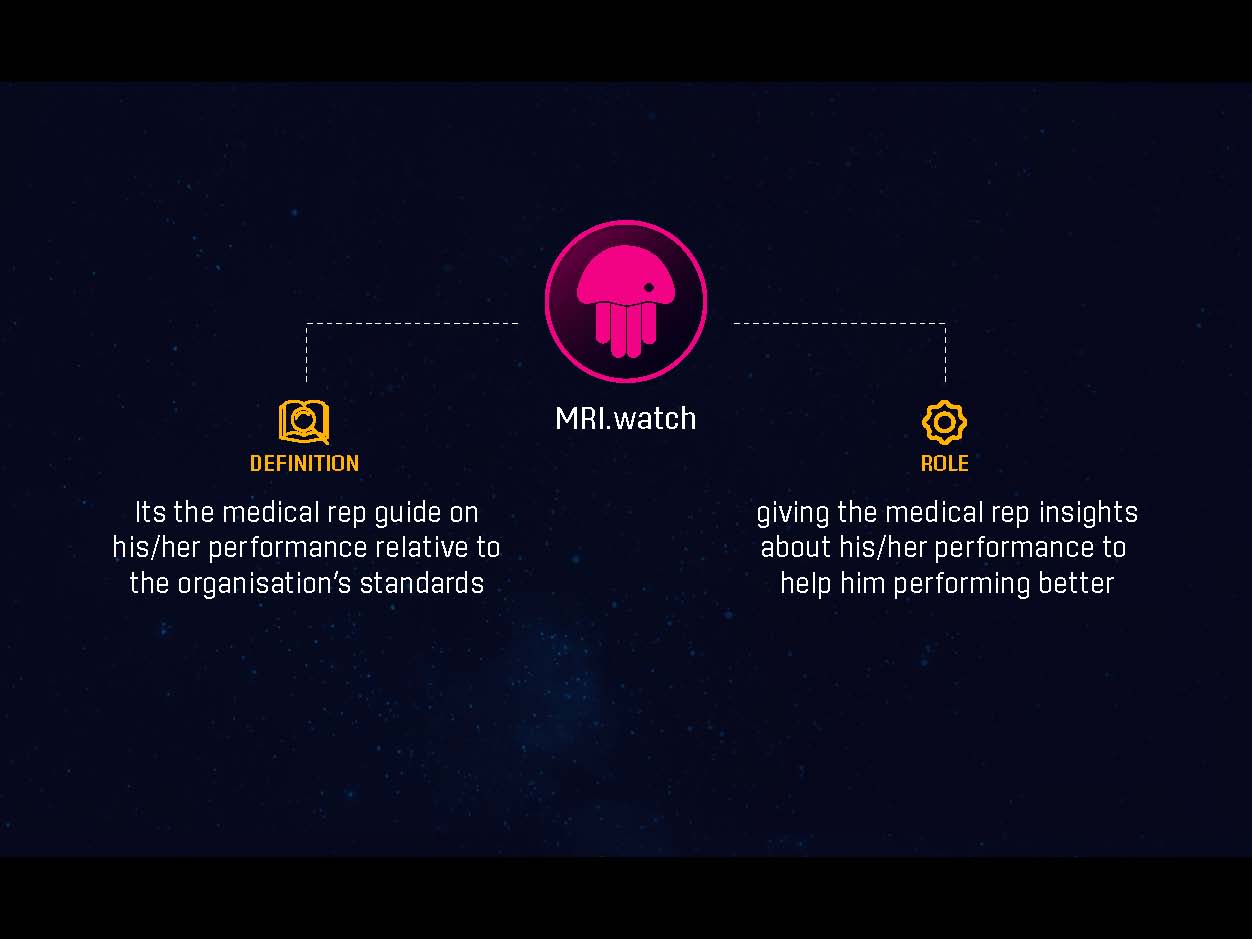 MRI.watch
DEFINITION
Its the medical rep guide on
his/her performance relative to
the organisation's standards
ROLE
giving the medical rep insights
about his/her performance to
help him performing better